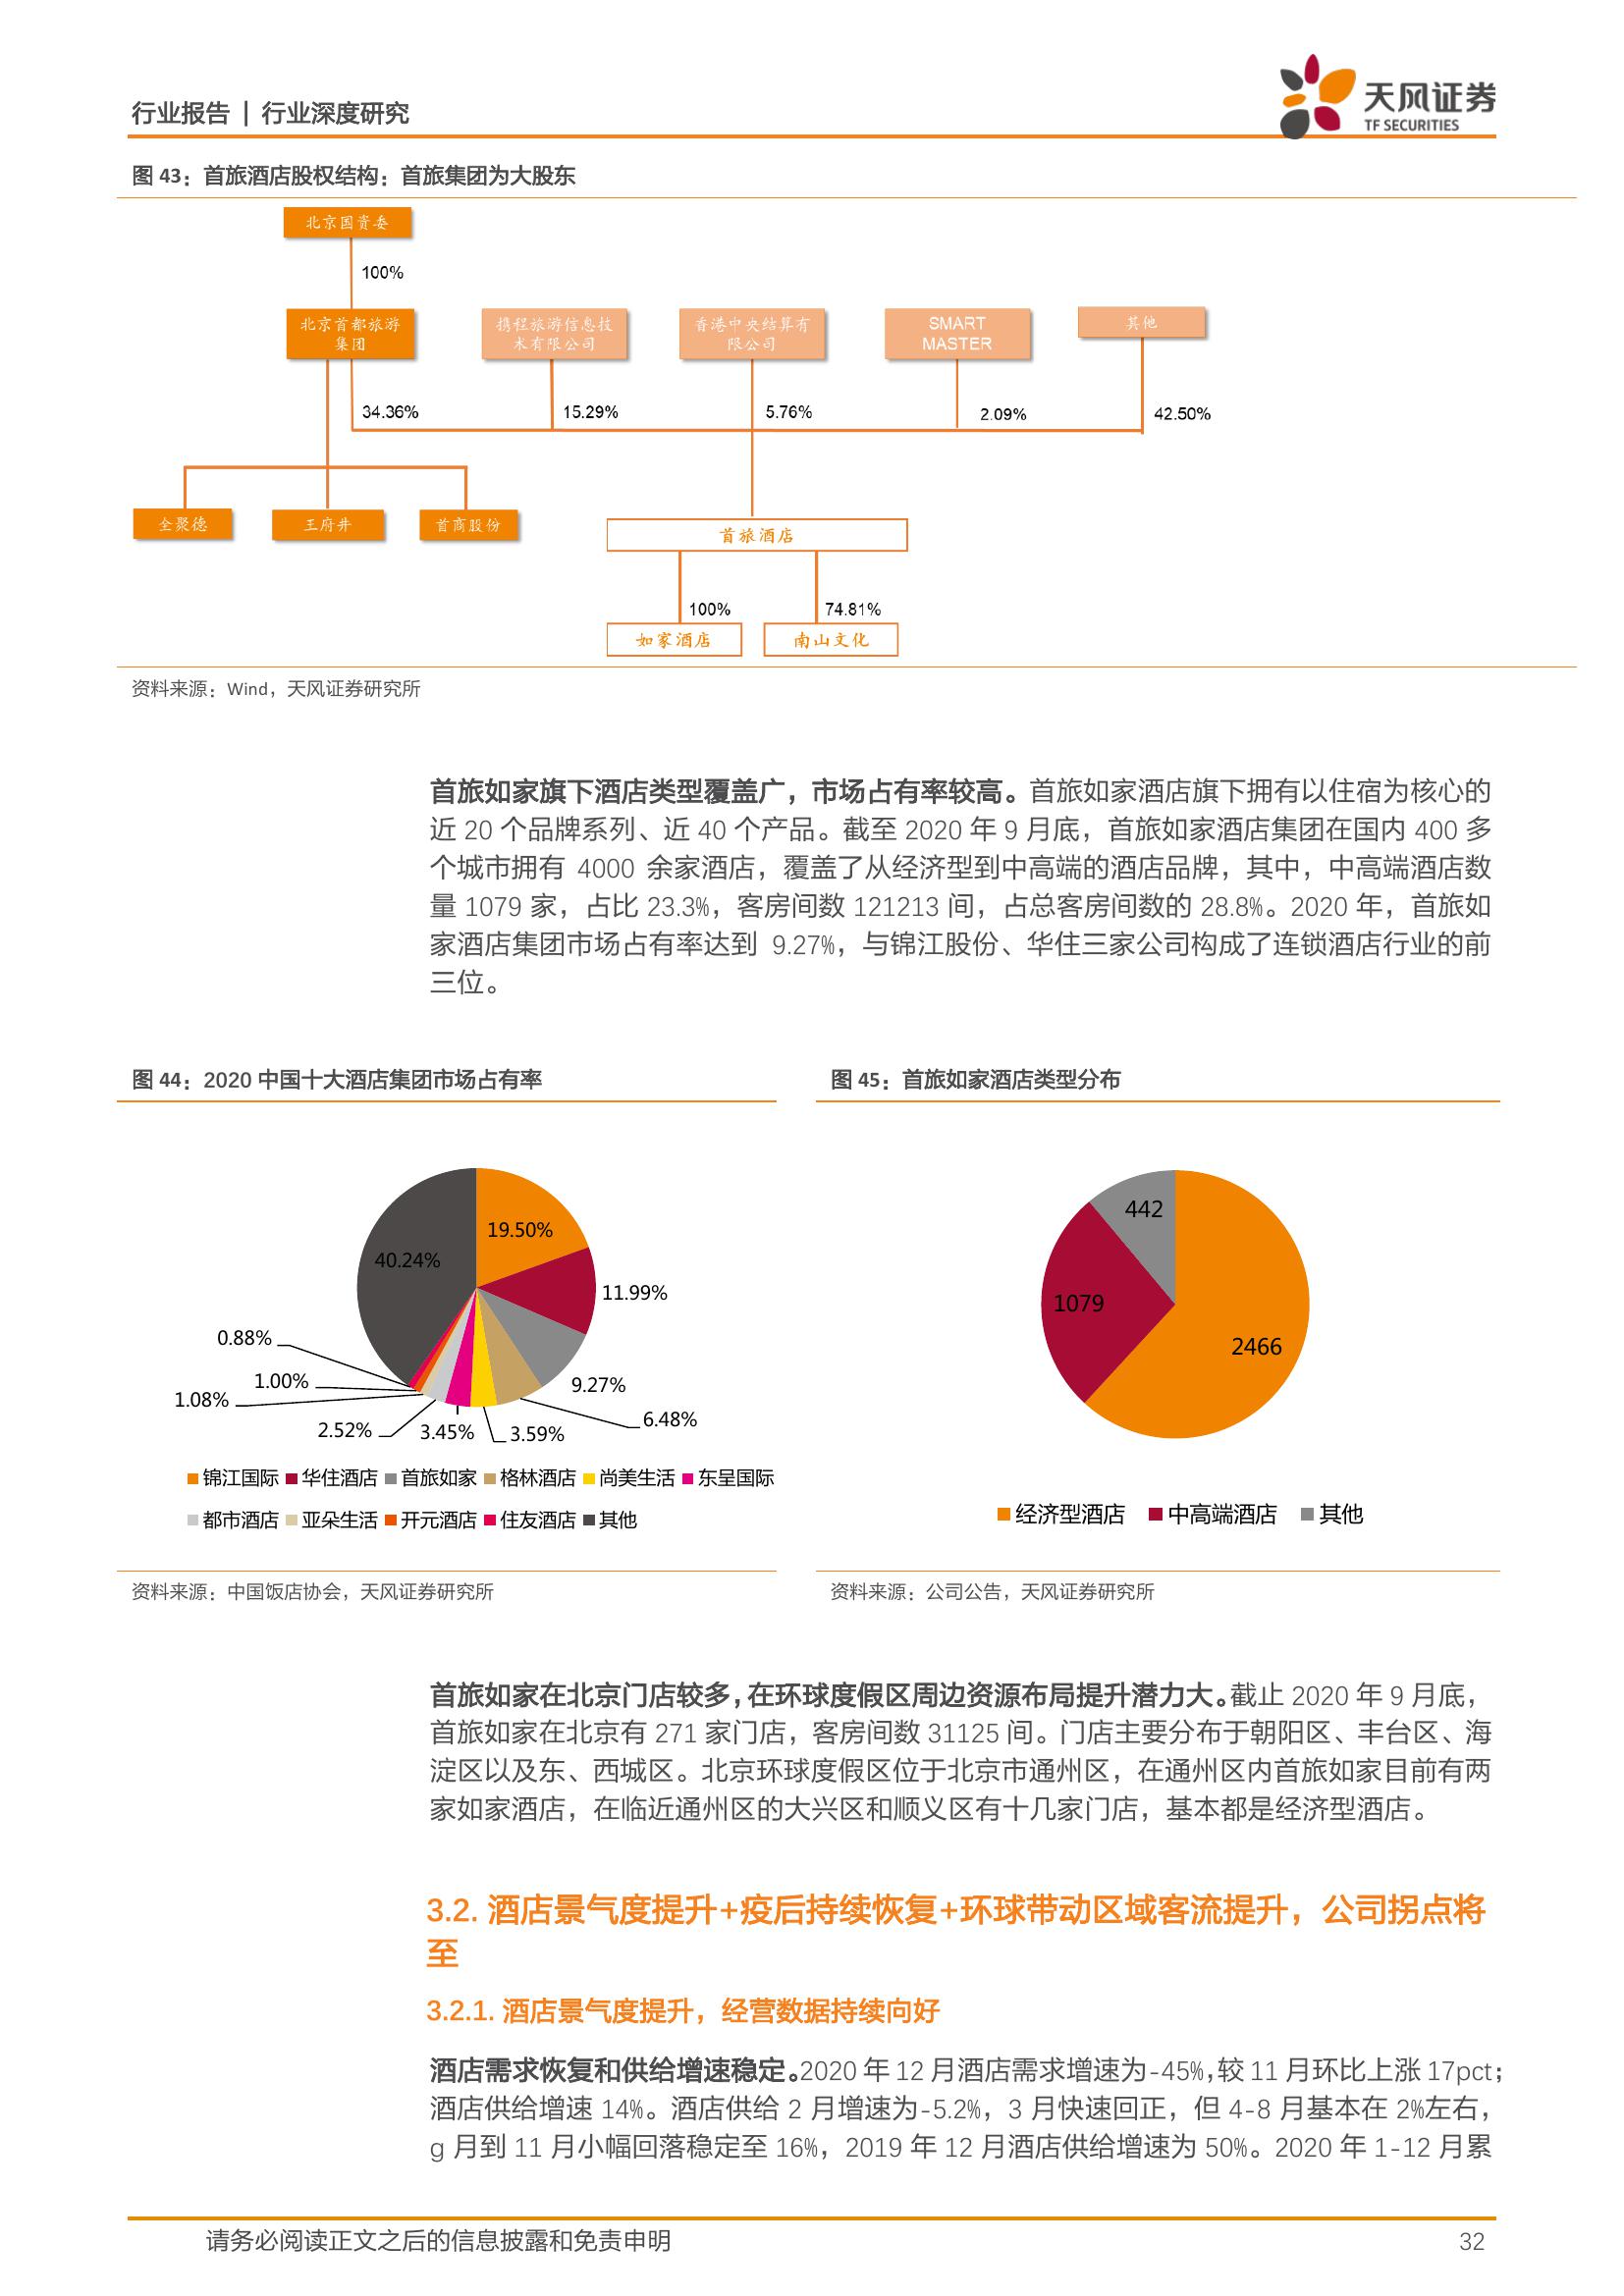 行业报告 | 行业深度研究
天风证券
TF SECURITIES
图 43：首旅酒店股权结构：首旅集团为大股东
北京国资委
100%
北京首都旅游
集团
携程旅游信息技
术有限公司
香港中央结算有
限公司
SMART
MASTER
其他
34.36%
15.29%
5.76%
2.09%
42.50%
全聚德
王府井
首商股份
首旅酒店
100%
74.81%
如家酒店
南山文化
资料来源：Wind，天风证券研究所
首旅如家旗下酒店类型覆盖广，市场占有率较高。首旅如家酒店旗下拥有以住宿为核心的
近 20 个品牌系列、近 40 个产品。截至 2020 年 9 月底，首旅如家酒店集团在国内 400 多
个城市拥有 4000 余家酒店，覆盖了从经济型到中高端的酒店品牌，其中，中高端酒店数
量 1079 家，占比 23.3%，客房间数 121213 间，占总客房间数的 28.8%。2020 年，首旅如
家酒店集团市场占有率达到 9.27%，与锦江股份、华住三家公司构成了连锁酒店行业的前
三位。
图 44：2020 中国十大酒店集团市场占有率
19.50%
40.24%
11.99%
0.88%
1.00%
9.27%
1.08%
6.48%
2.52%
3.45%
3.59%
锦江国际 华住酒店 首旅如家 格林酒店 尚美生活 东呈国际
都市酒店 亚朵生活 开元酒店 住友酒店 其他
资料来源：中国饭店协会，天风证券研究所
图 45：首旅如家酒店类型分布
442
1079
2466
经济型酒店 中高端酒店 其他
资料来源：公司公告，天风证券研究所
首旅如家在北京门店较多，在环球度假区周边资源布局提升潜力大。截止 2020 年 9 月底，
首旅如家在北京有 271 家门店，客房间数 31125 间。门店主要分布于朝阳区、丰台区、海
淀区以及东、西城区。北京环球度假区位于北京市通州区，在通州区内首旅如家目前有两
家如家酒店，在临近通州区的大兴区和顺义区有十几家门店，基本都是经济型酒店。
3.2. 酒店景气度提升+疫后持续恢复+环球带动区域客流提升，公司拐点将
至
3.2.1. 酒店景气度提升，经营数据持续向好
酒店需求恢复和供给增速稳定。2020 年 12 月酒店需求增速为-45%，较 11 月环比上涨 17pct；
酒店供给增速 14%。酒店供给 2 月增速为-5.2%，3 月快速回正，但 4-8 月基本在 2%左右，
g 月到 11 月小幅回落稳定至 16%，2019 年 12 月酒店供给增速为 50%。2020 年 1-12 月累
请务必阅读正文之后的信息披露和免责申明
32